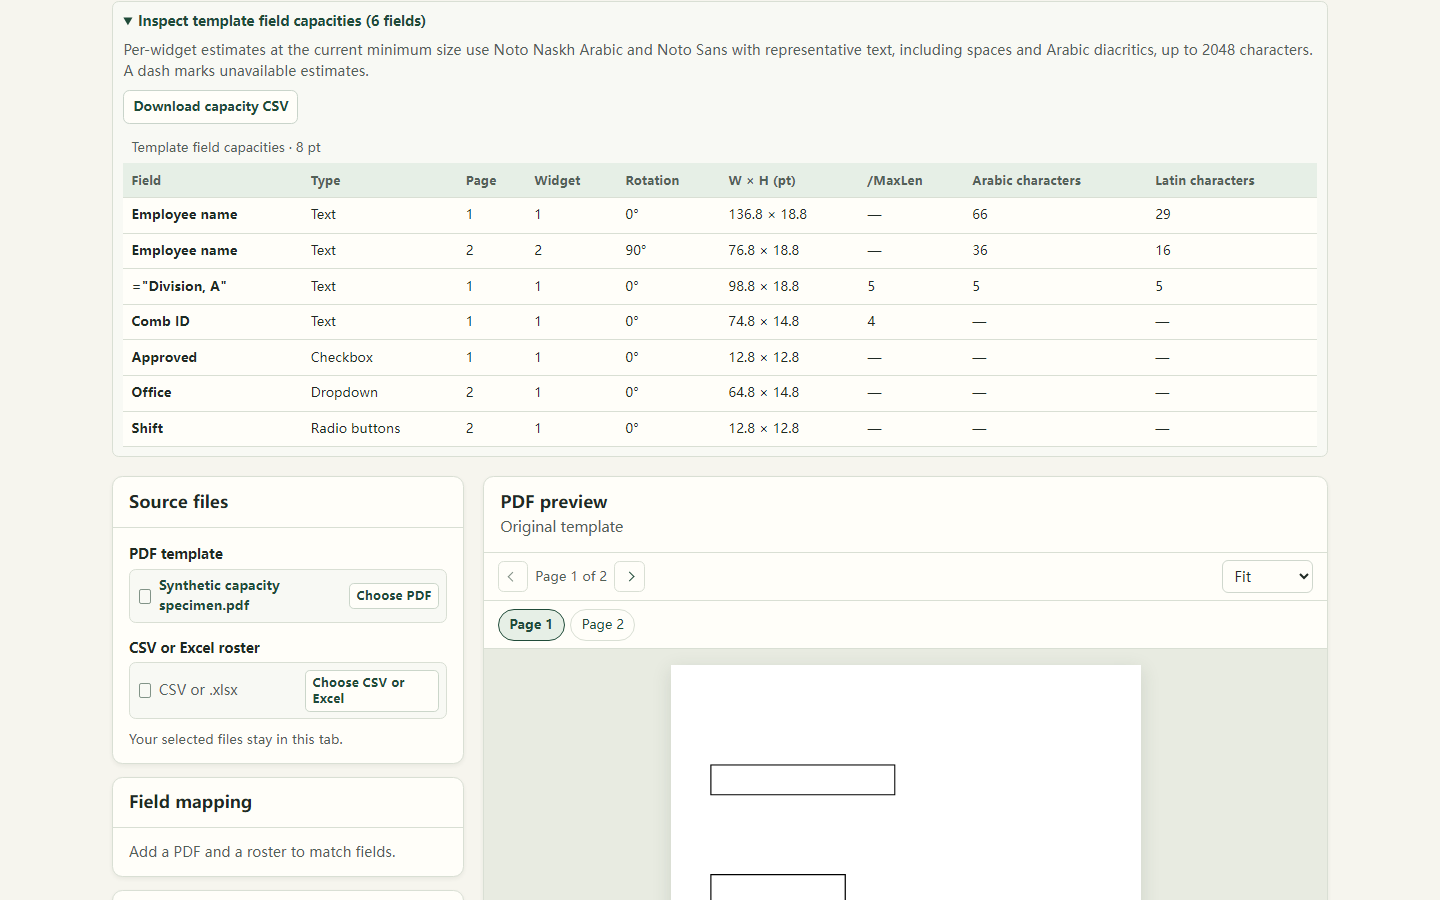 ▼ Inspect template field capacities (6 fields)
Per-widget estimates at the current minimum size use Noto Naskh Arabic and Noto Sans with representative text, including spaces and Arabic diacritics, up to 2048 characters.
A dash marks unavailable estimates.
Download capacity CSV
Template field capacities · 8 pt
Field Type Page Widget Rotation W × H (pt) /MaxLen Arabic characters Latin characters
Employee name Text 1 1 0° 136.8 × 18.8 — 66 29
Employee name Text 2 2 90° 76.8 × 18.8 — 36 16
="Division, A" Text 1 1 0° 98.8 × 18.8 5 5 5
Comb ID Text 1 1 0° 74.8 × 14.8 4 — —
Approved Checkbox 1 1 0° 12.8 × 12.8 — — —
Office Dropdown 2 1 0° 64.8 × 14.8 — — —
Shift Radio buttons 2 1 0° 12.8 × 12.8 — — —
Source files
PDF template
Synthetic capacity
specimen.pdf
Choose PDF
CSV or Excel roster
CSV or .xlsx
Choose CSV or
Excel
Your selected files stay in this tab.
Field mapping
Add a PDF and a roster to match fields.
PDF preview
Original template
Page 1 of 2
Fit
Page 1 Page 2